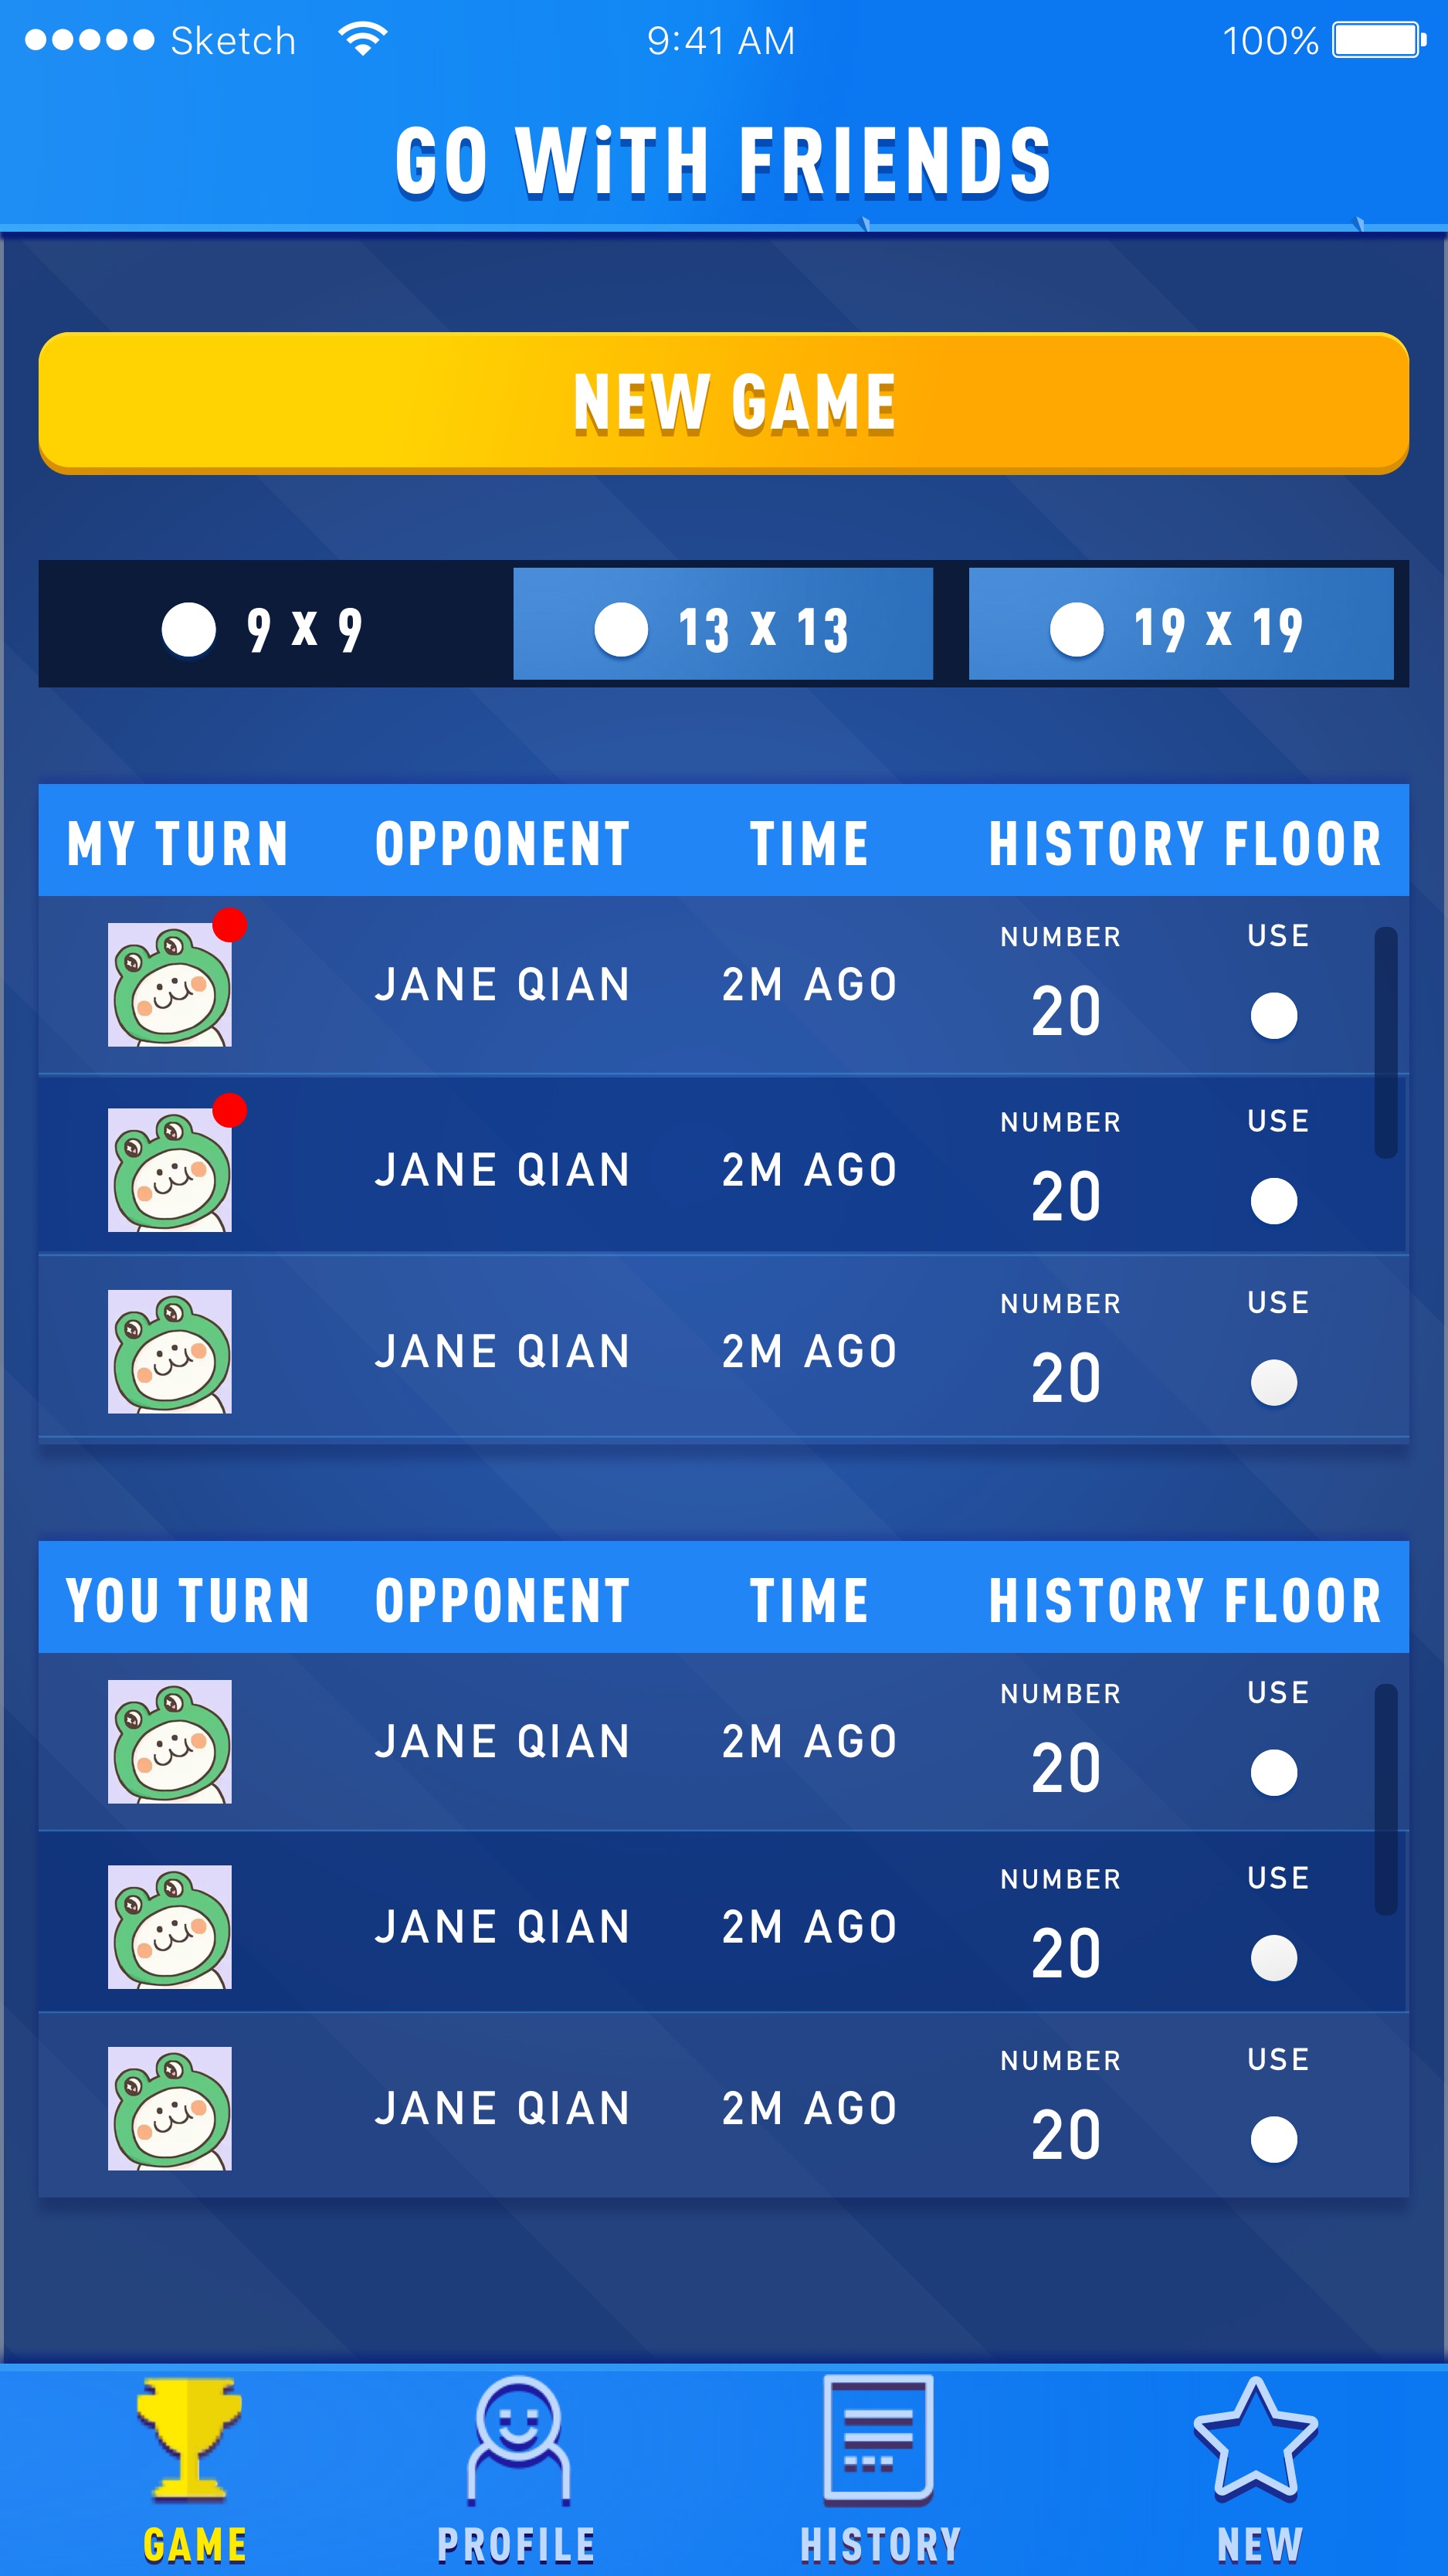 Sketch 9:41 AM 100%
GO WiTH FRIENDS
NEW GAME
9 X 9 13 X 13 19 X 19
MY TURN OPPONENT TIME HISTORY FLOOR
NUMBER USE
JANE QIAN 2M AGO
20
NUMBER USE
JANE QIAN 2M AGO
20
NUMBER USE
JANE QIAN 2M AGO
20
YOU TURN OPPONENT TIME HISTORY FLOOR
NUMBER USE
JANE QIAN 2M AGO
20
NUMBER USE
JANE QIAN 2M AGO
20
NUMBER USE
JANE QIAN 2M AGO
20
GAME PROFILE HISTORY NEW